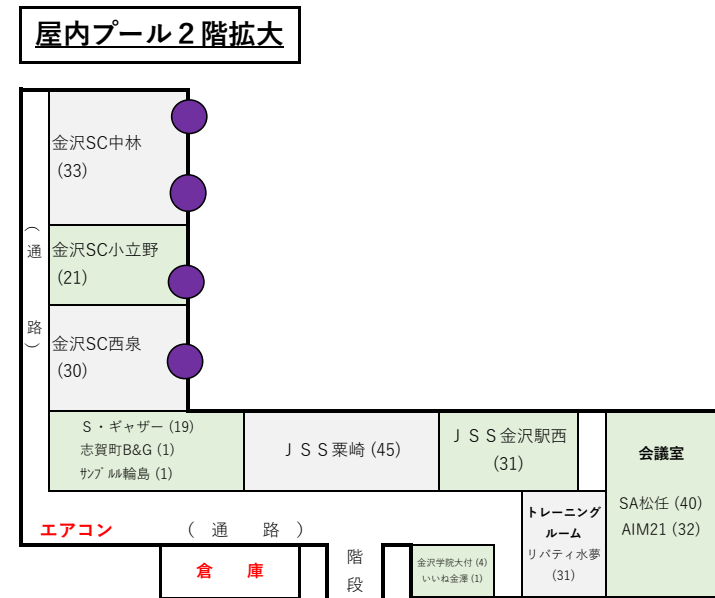 屋内プール２階拡大
金沢SC中林
(33)
（通　路）
金沢SC小立野
(21)
金沢SC西泉
(30)
Ｓ・ギャザー (19)
志賀町B&G (1)
ｻﾝﾌﾟﾙﾙ輪島 (1)
ＪＳＳ粟崎 (45)
ＪＳＳ金沢駅西
(31)
会議室
SA松任 (40)
AIM21 (32)
トレーニング
ルーム
リバティ水夢
(31)
エアコン
（　通　　路　）
倉　庫
階
段
金沢学院大付 (4)
いいね金澤 (1)